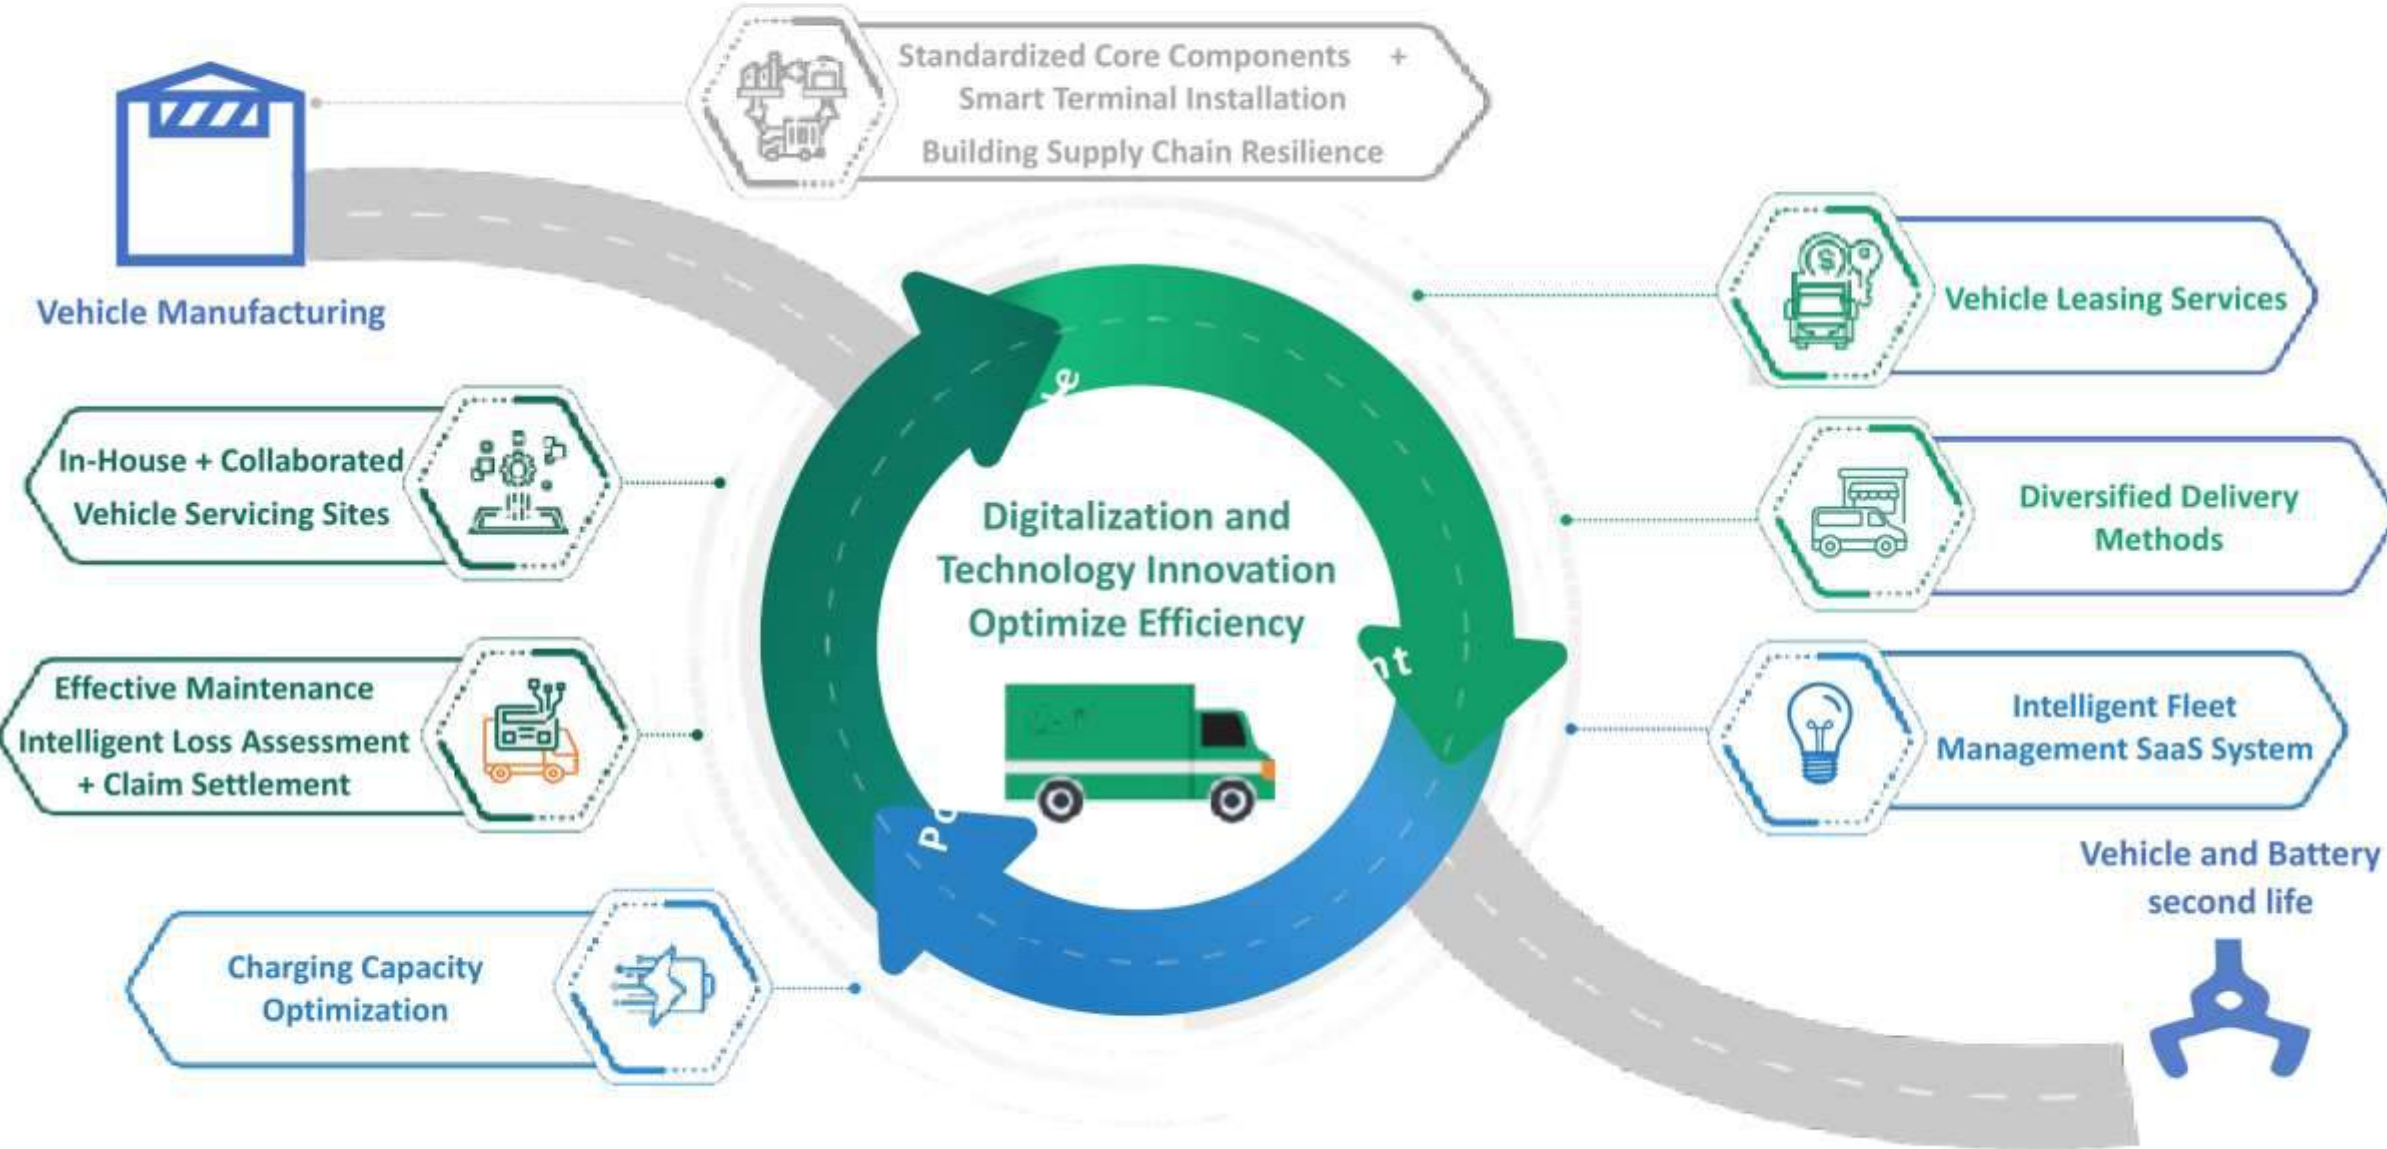 Standardized Core Components +
Smart Terminal Installation
Building Supply Chain Resilience
Vehicle Manufacturing
Vehicle Leasing Services
In-House + Collaborated
Vehicle Servicing Sites
Diversified Delivery
Methods
Digitalization and
Technology Innovation
Optimize Efficiency
Effective Maintenance
Intelligent Loss Assessment
+ Claim Settlement
Intelligent Fleet
Management SaaS System
Vehicle and Battery
second life
Charging Capacity
Optimization